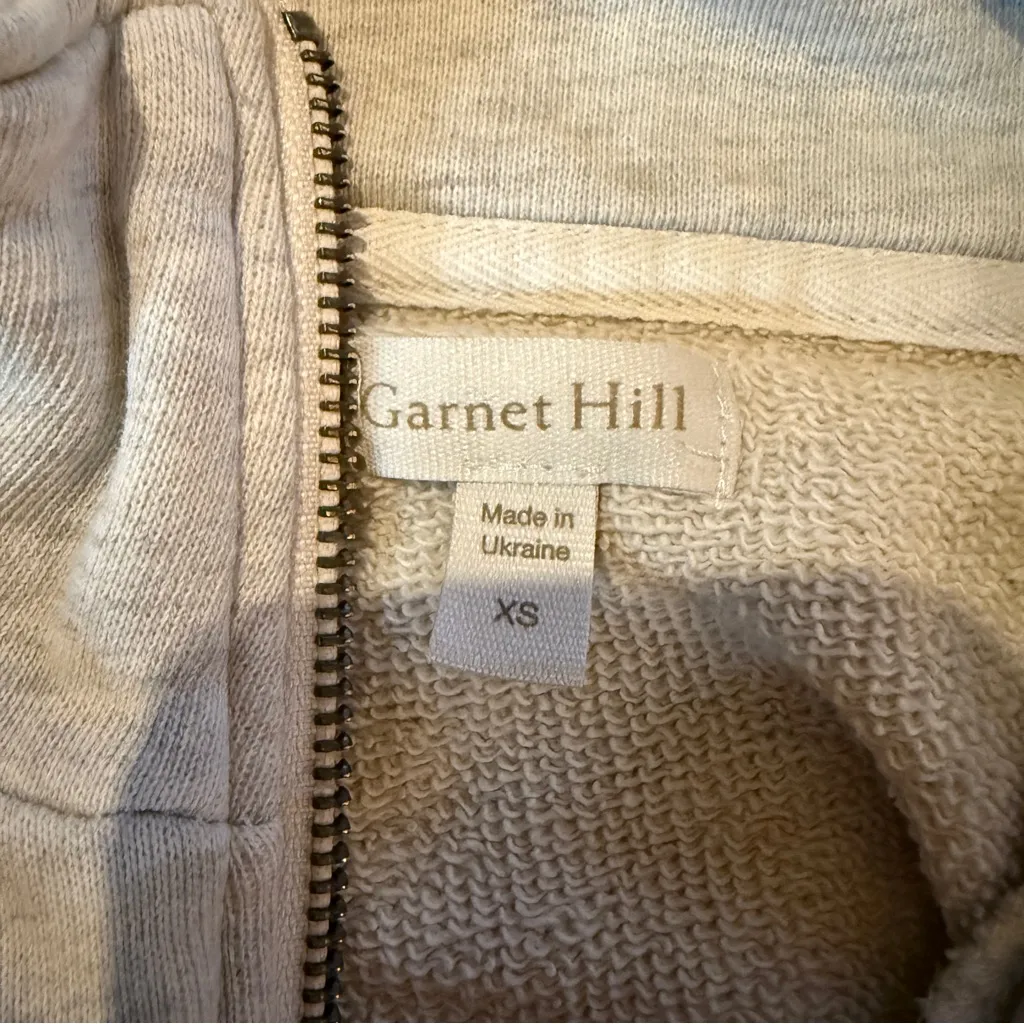 Garnet Hill
Made in
Ukraine
XS